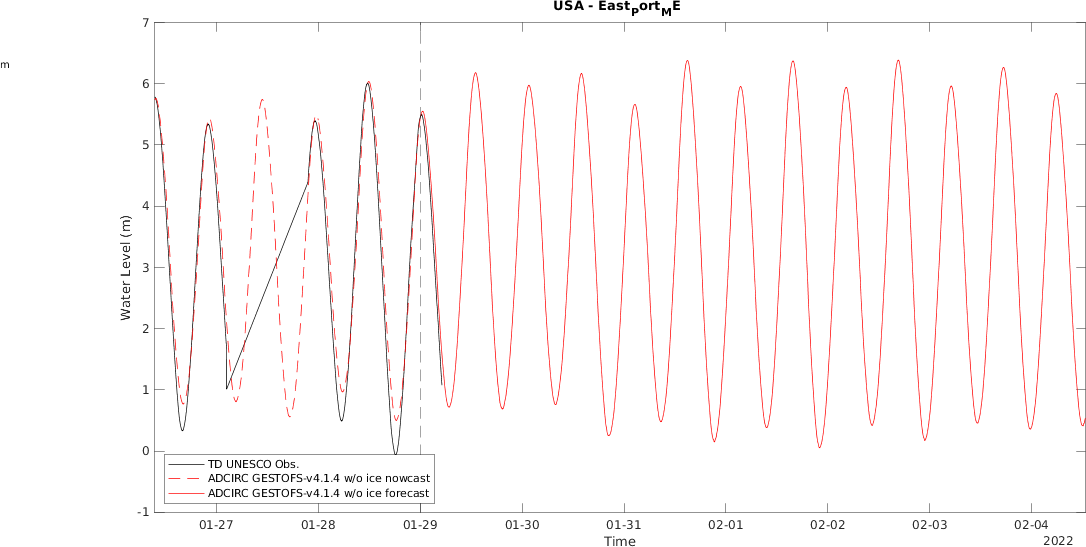 USA - EastPortME
m
7
6
5
4
3
2
1
0
-1
Water Level (m)
TD UNESCO Obs.
ADCIRC GESTOFS-v4.1.4 w/o ice nowcast
ADCIRC GESTOFS-v4.1.4 w/o ice forecast
01-27 01-28 01-29 01-30 01-31 02-01 02-02 02-03 02-04
Time
2022